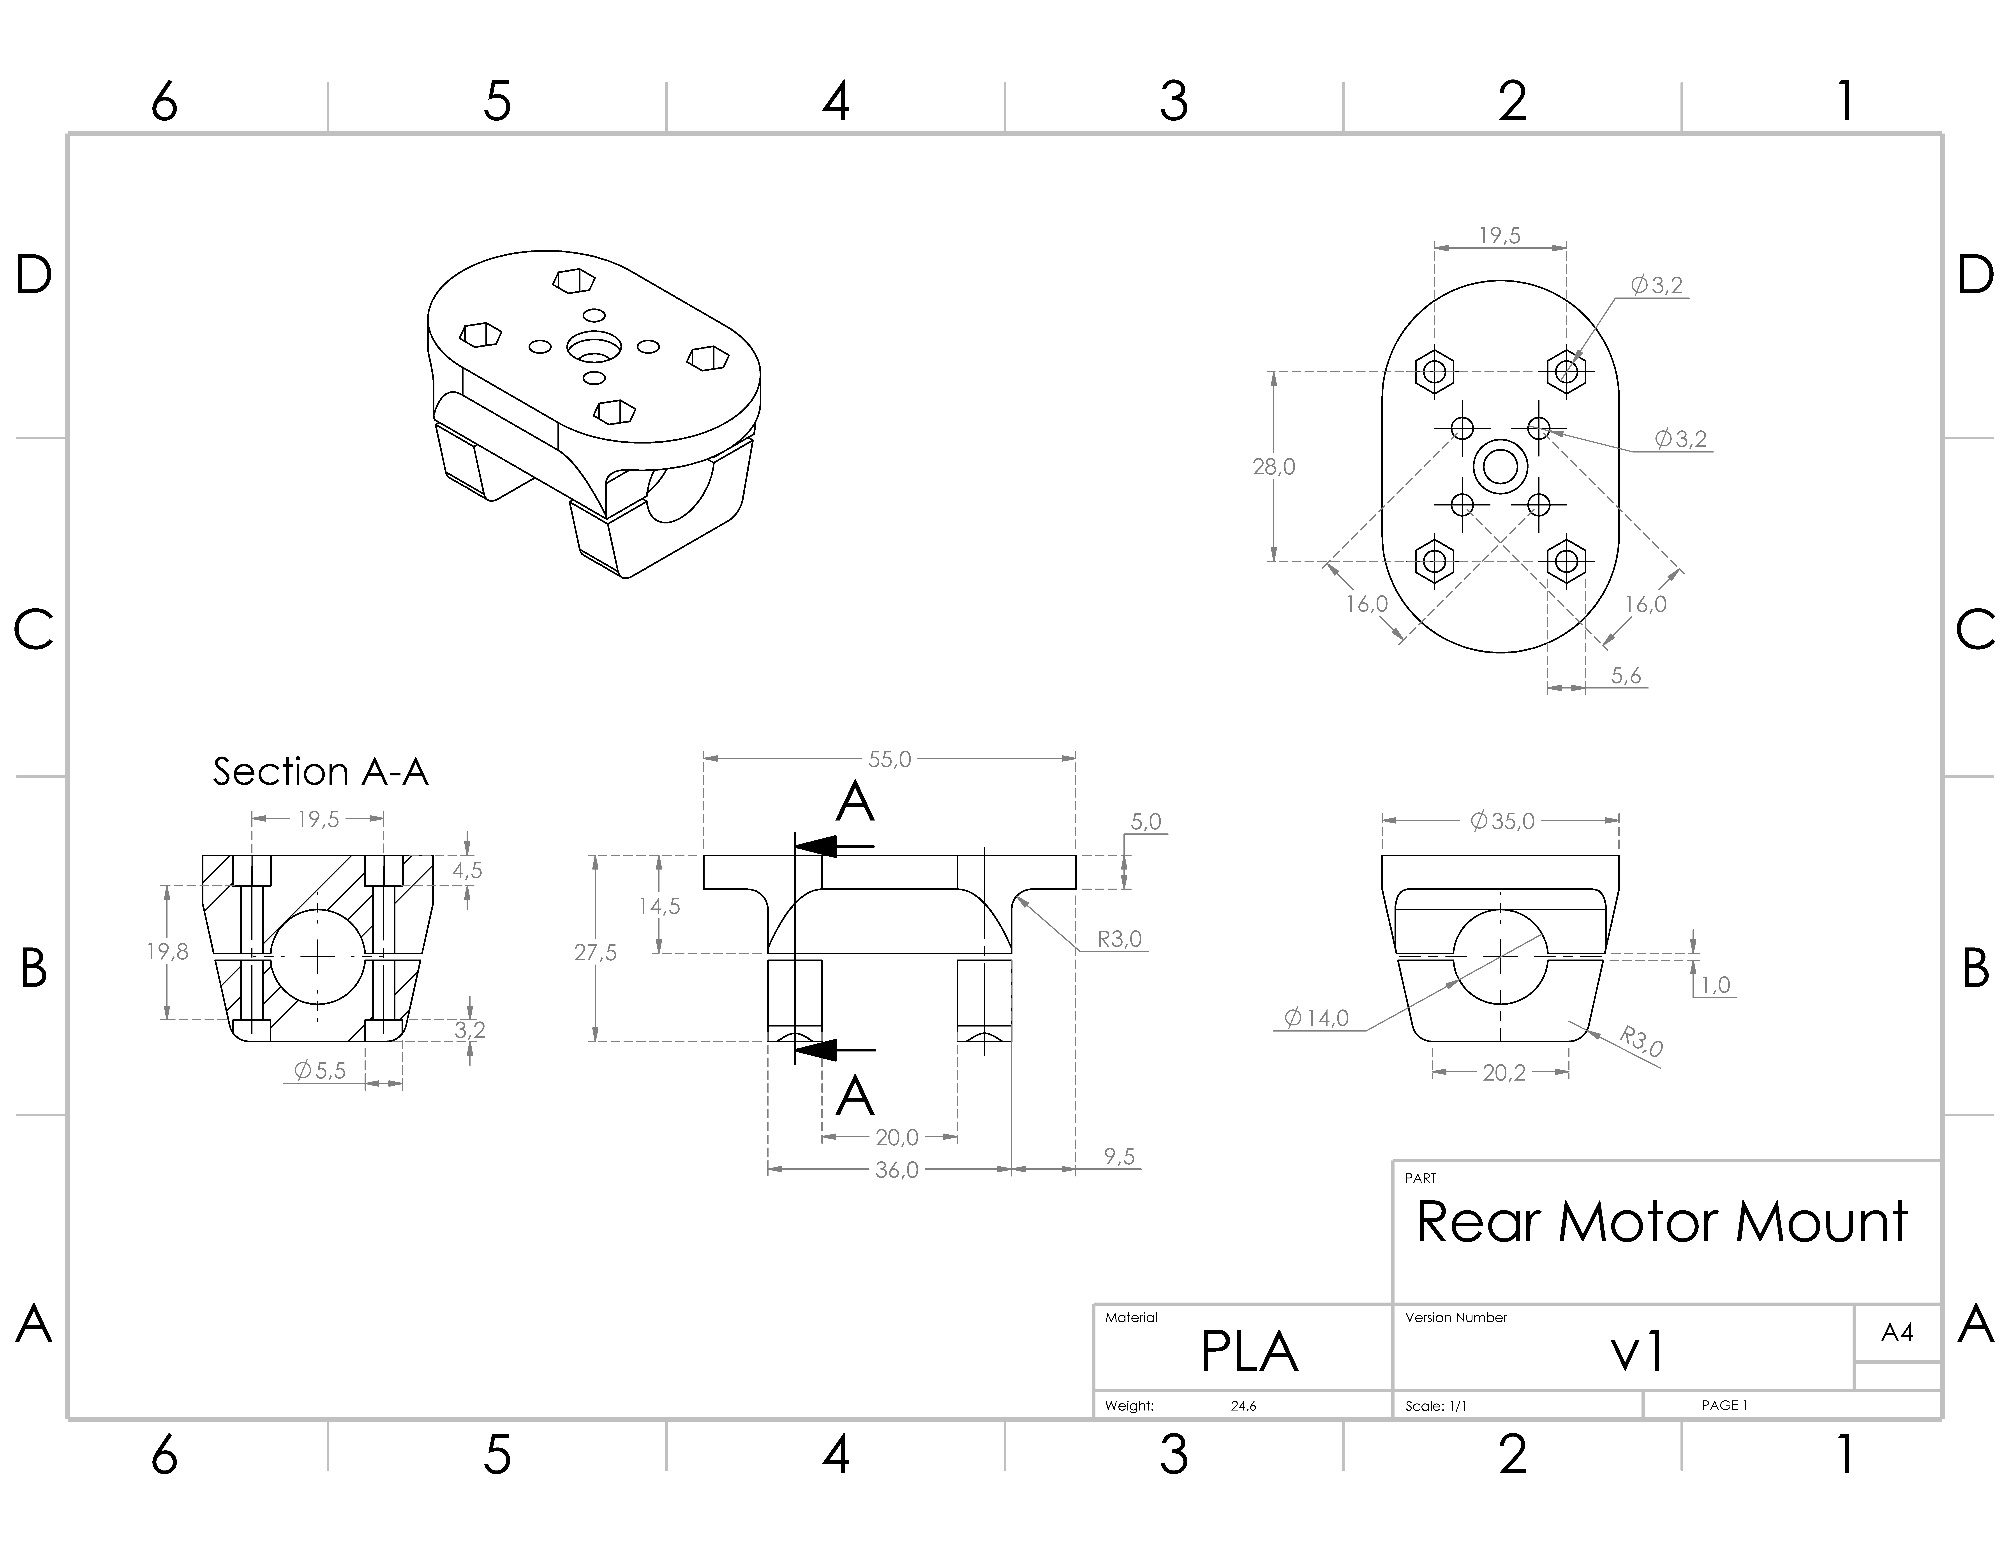 6 5 4 3 2 1
D D
19,5
Ø3,2
Ø3,2
28,0
C C
16,0 16,0
5,6
Section A-A
19,5
4,5
19,8
3,2
Ø5,5
55,0
A
5,0
14,5
R3,0
27,5
A
20,0
36,0
9,5
Ø35,0
1,0
Ø14,0
R3,0
20,2
B B
PART
Rear Motor Mount
A A
Material
PLA
Version Number
v1
A4
Weight: 24.6
Scale: 1/1
PAGE 1
6 5 4 3 2 1